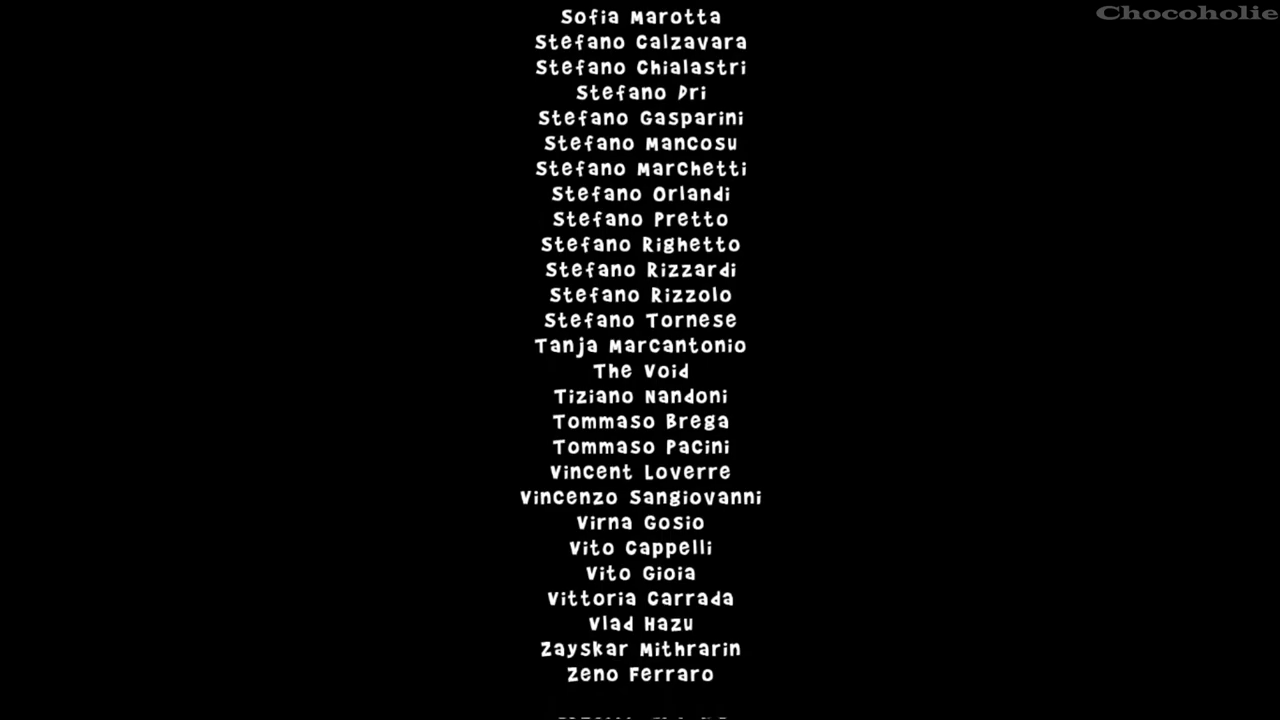 Chocoholie
Sofia Marotta
Stefano Calzavara
Stefano Chialastri
Stefano Dri
Stefano Gasparini
Stefano Mancosu
Stefano Marchetti
Stefano Orlandi
Stefano Pretto
Stefano Righetto
Stefano Rizzardi
Stefano Rizzolo
Stefano Tornese
Tanja Marcantonio
The Void
Tiziano Nandoni
Tommaso Brega
Tommaso Pacini
Vincent Loverre
Vincenzo Sangiovanni
Virna Gosio
Vito Cappelli
Vito Gioia
Vittoria Carrada
Vlad Hazu
Zayskar Mithrarin
Zeno Ferraro